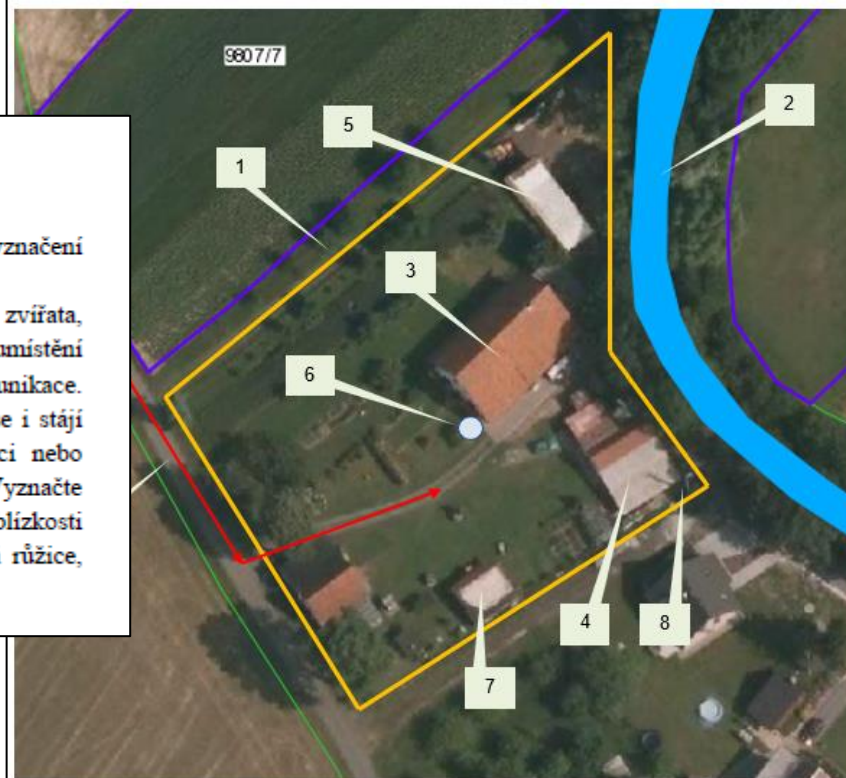 9807/7
5
2
1
3
6
4
8
7
yznačení
zvířata,
umístění
unikace.
e i stájí
ci nebo
yznačte
blízkosti
růžice,